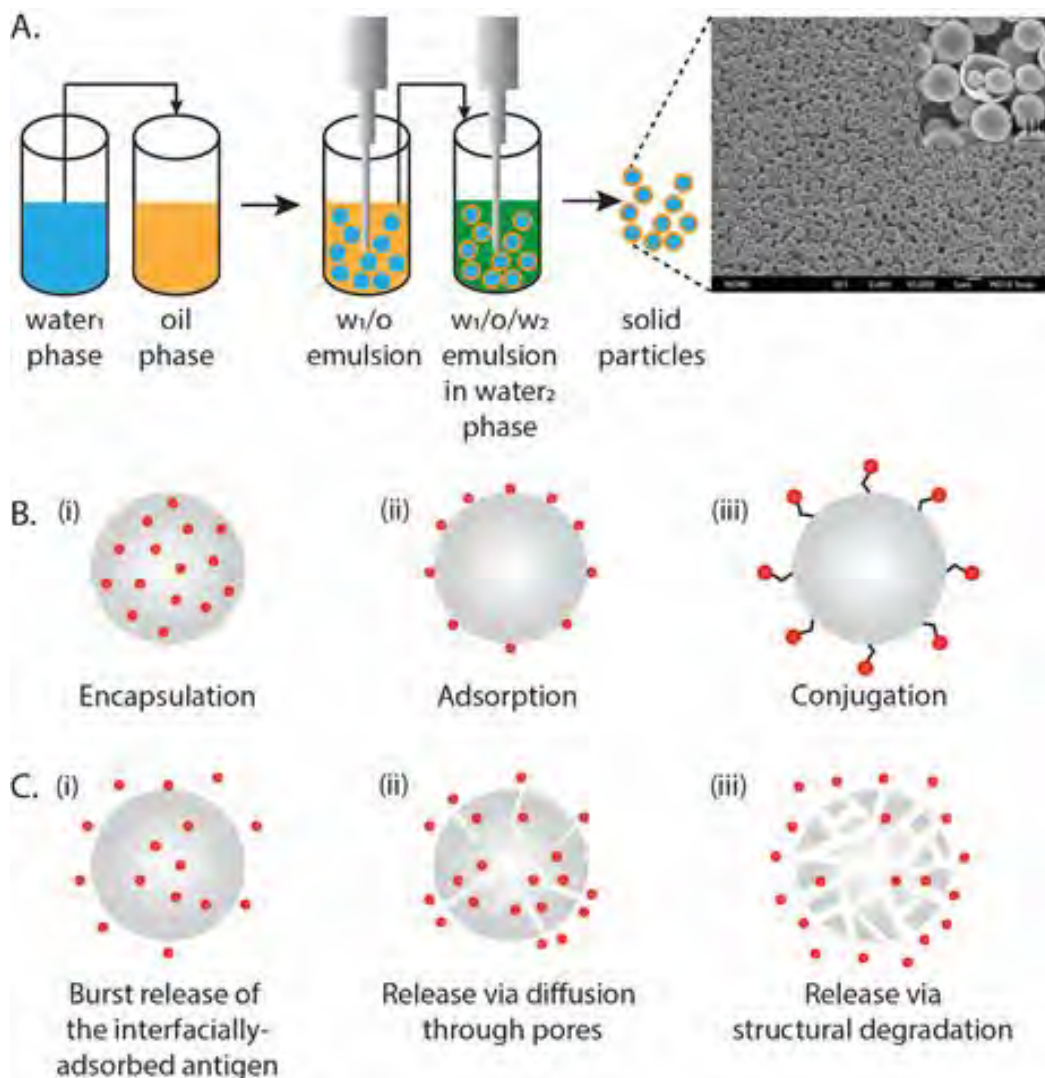 A.
water₁
phase
oil
phase
w₁/o
emulsion
w₁/o/w₂
emulsion
in water₂
phase
solid
particles
B. (i)
(ii)
(iii)
Encapsulation
Adsorption
Conjugation
C. (i)
(ii)
(iii)
Burst release of
the interfacially-
adsorbed antigen
Release via diffusion
through pores
Release via
structural degradation